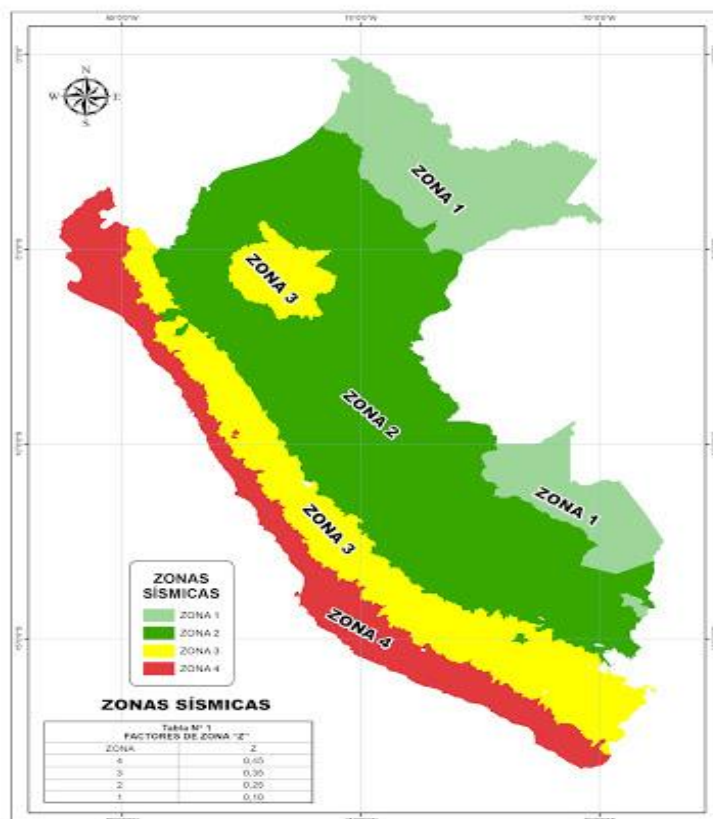 N
W E
S
ZONA 1
ZONA 3
ZONA 2
ZONA 1
ZONA 3
ZONA 4
ZONAS
SÍSMICAS
ZONA 1
ZONA 2
ZONA 3
ZONA 4
ZONAS SÍSMICAS
Tabla N° 1
FACTORES DE ZONA "Z"
ZONA Z
4 0,45
3 0,35
2 0,25
1 0,10